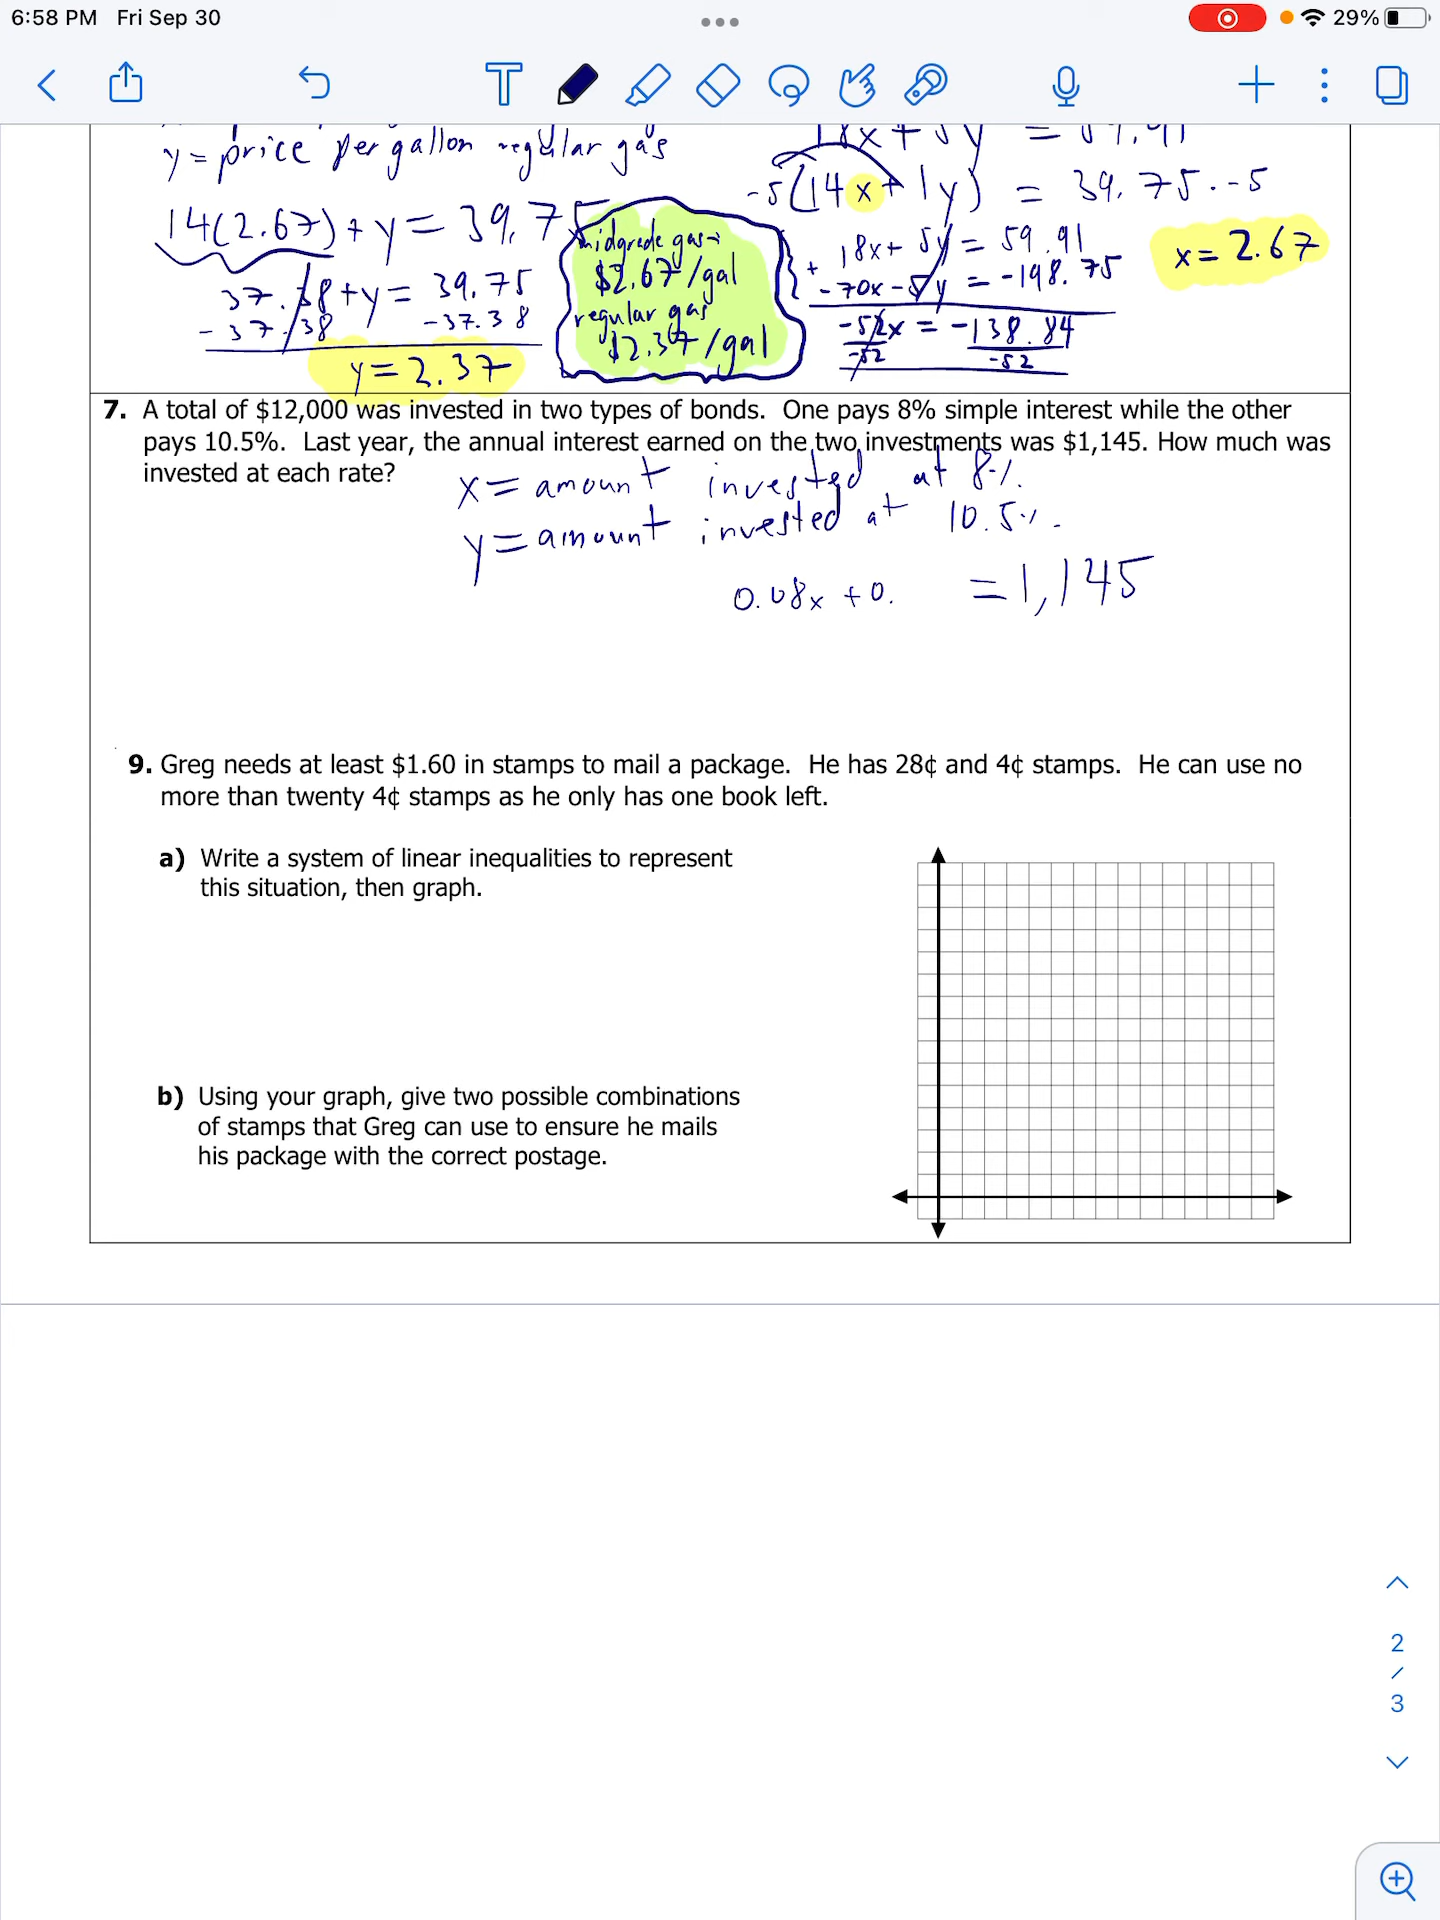 6:58 PM Fri Sep 30
29%
T
y = price per gallon regular gas
18x + 5y = 59.91
-5(14x + 1y) = 39.75 . -5
14(2.67) + y = 39.75
midgrade gas →
$2.67/gal
regular gas
$2.37/gal
18x + 5y = 59.91
+ -70x - 5y = -198.75
x = 2.67
37.38 + y = 39.75
-37.38 -37.38
-52x = -138.84
-52 -52
y = 2.37
7. A total of $12,000 was invested in two types of bonds. One pays 8% simple interest while the other
pays 10.5%. Last year, the annual interest earned on the two investments was $1,145. How much was
invested at each rate?
x = amount invested at 8%.
y = amount invested at 10.5%.
0.08x + 0. = 1,145
9. Greg needs at least $1.60 in stamps to mail a package. He has 28¢ and 4¢ stamps. He can use no
more than twenty 4¢ stamps as he only has one book left.
a) Write a system of linear inequalities to represent
this situation, then graph.
b) Using your graph, give two possible combinations
of stamps that Greg can use to ensure he mails
his package with the correct postage.
2
/
3